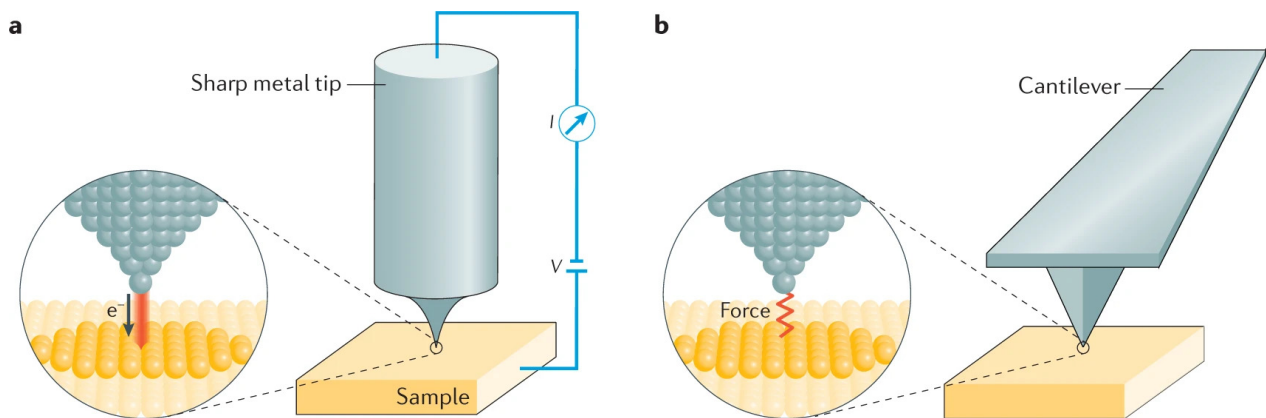 a
Sharp metal tip
I
V
e⁻
Sample
b
Cantilever
Force